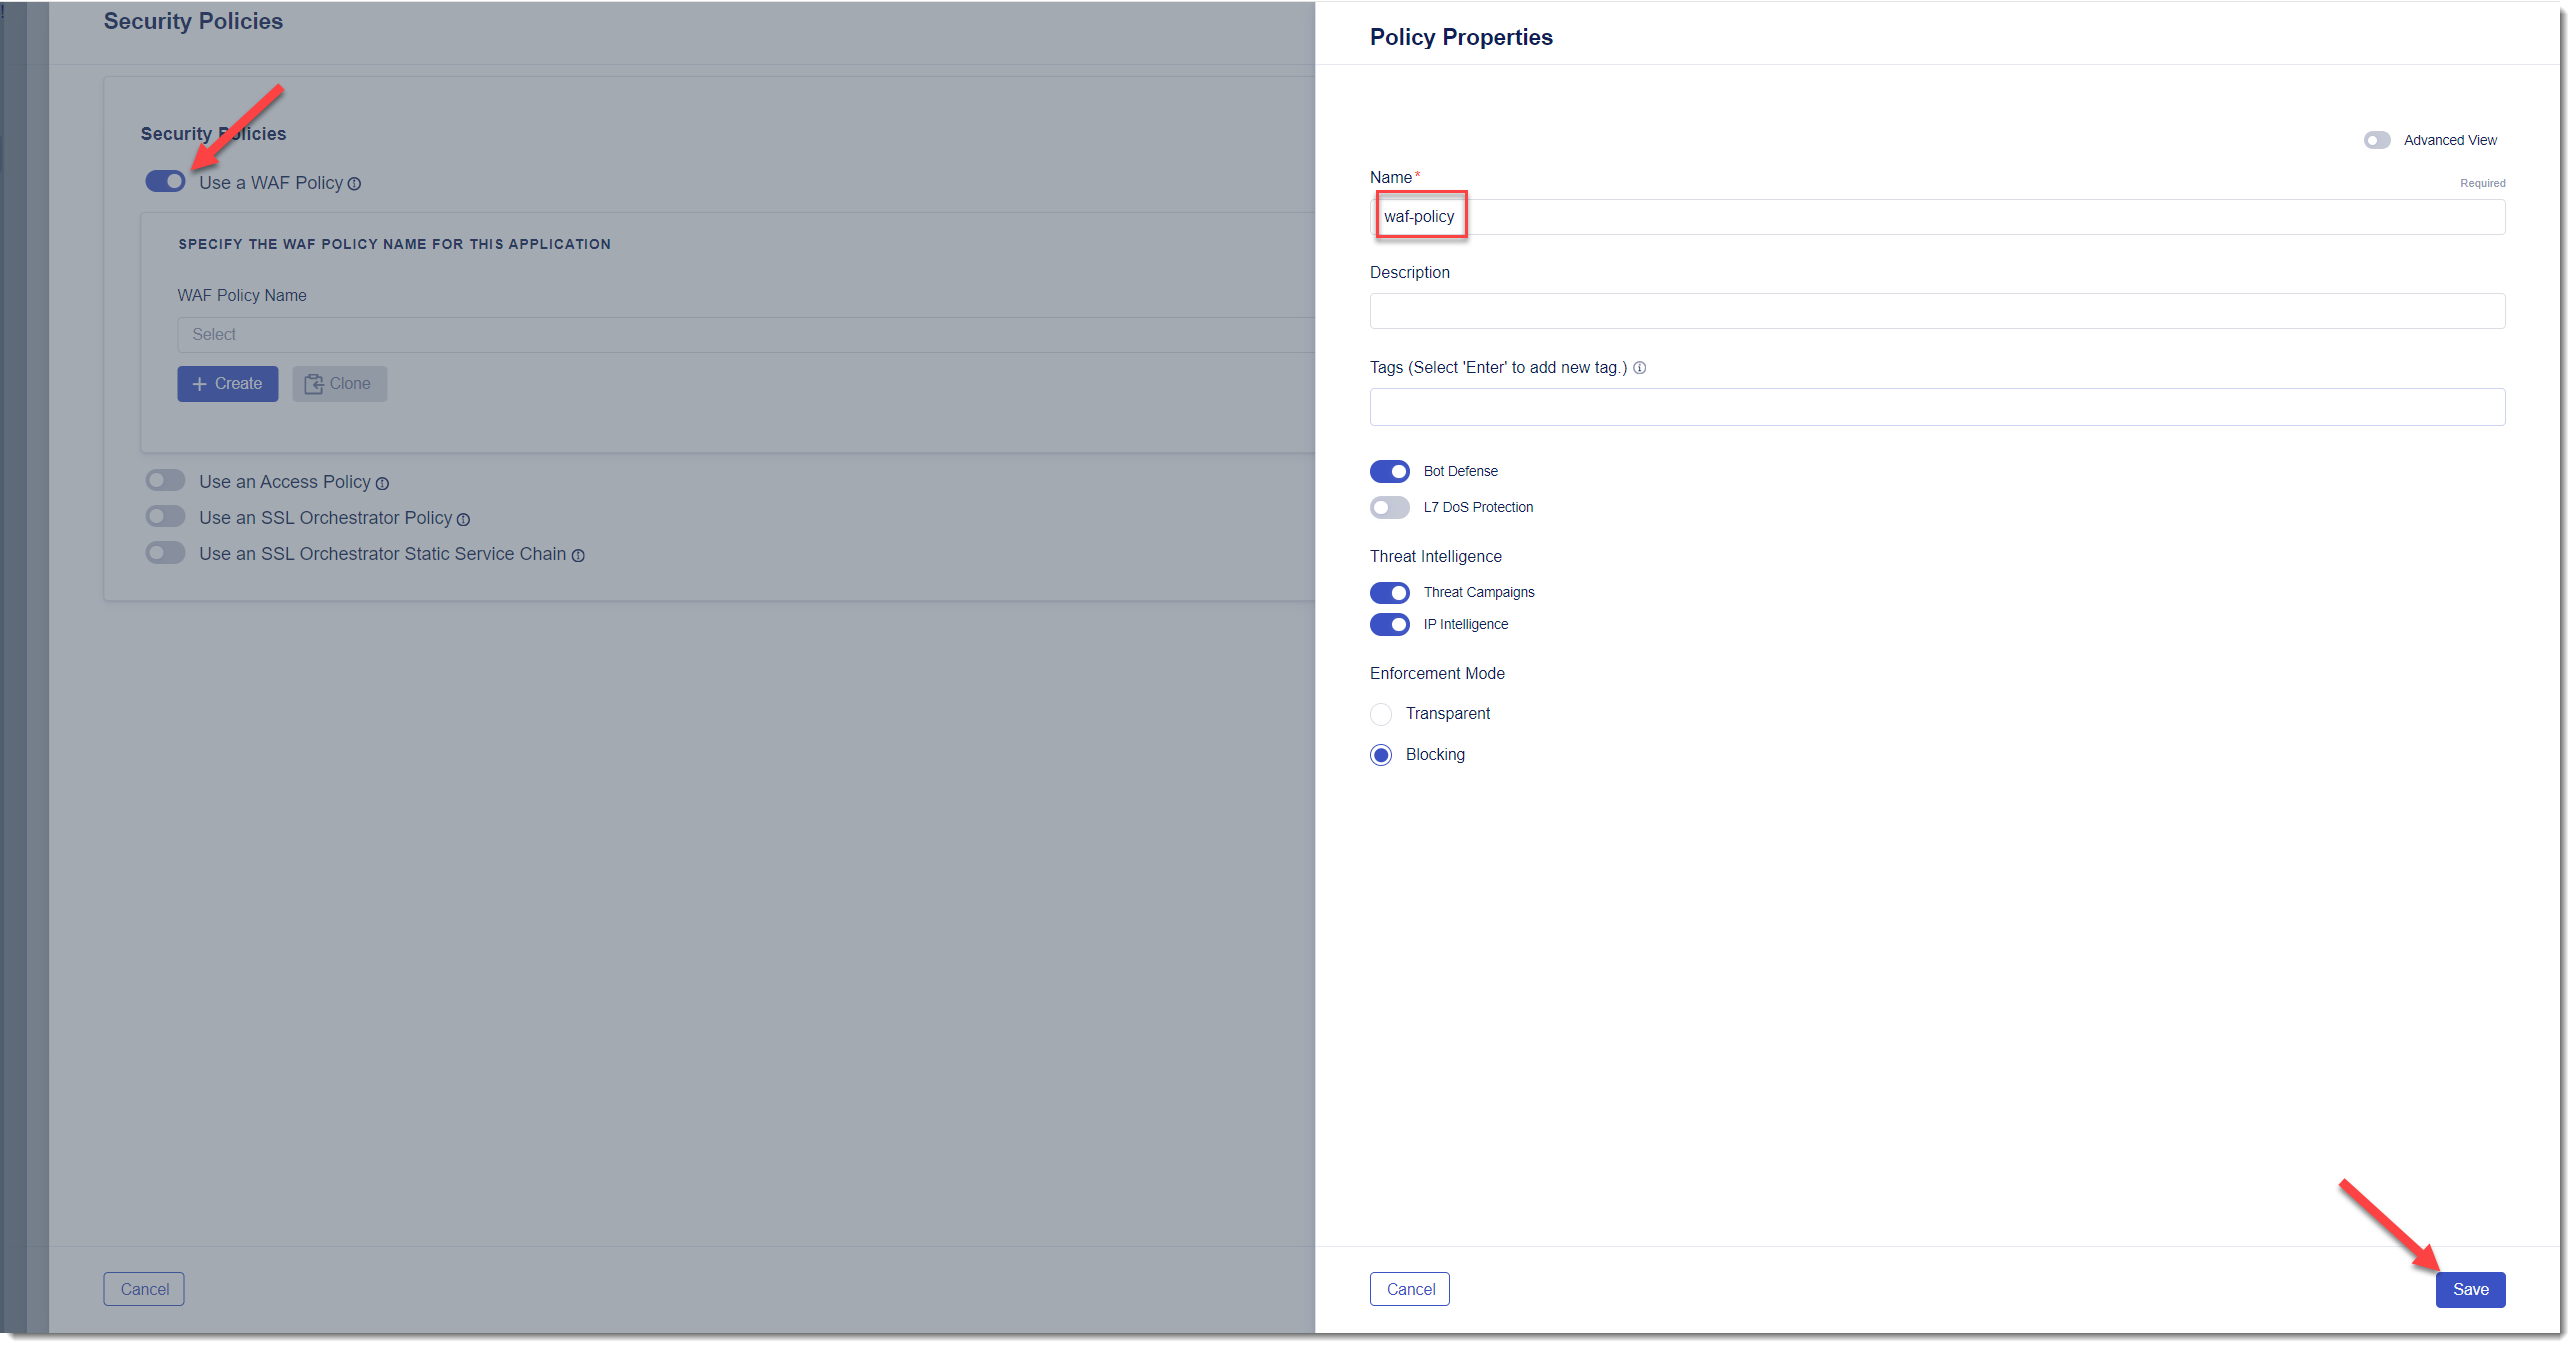 Security Policies
Security Policies
Use a WAF Policy
SPECIFY THE WAF POLICY NAME FOR THIS APPLICATION
WAF Policy Name
Select
Create
Clone
Use an Access Policy
Use an SSL Orchestrator Policy
Use an SSL Orchestrator Static Service Chain
Cancel
Policy Properties
Advanced View
Name*
Required
waf-policy
Description
Tags (Select 'Enter' to add new tag.)
Bot Defense
L7 DoS Protection
Threat Intelligence
Threat Campaigns
IP Intelligence
Enforcement Mode
Transparent
Blocking
Cancel
Save